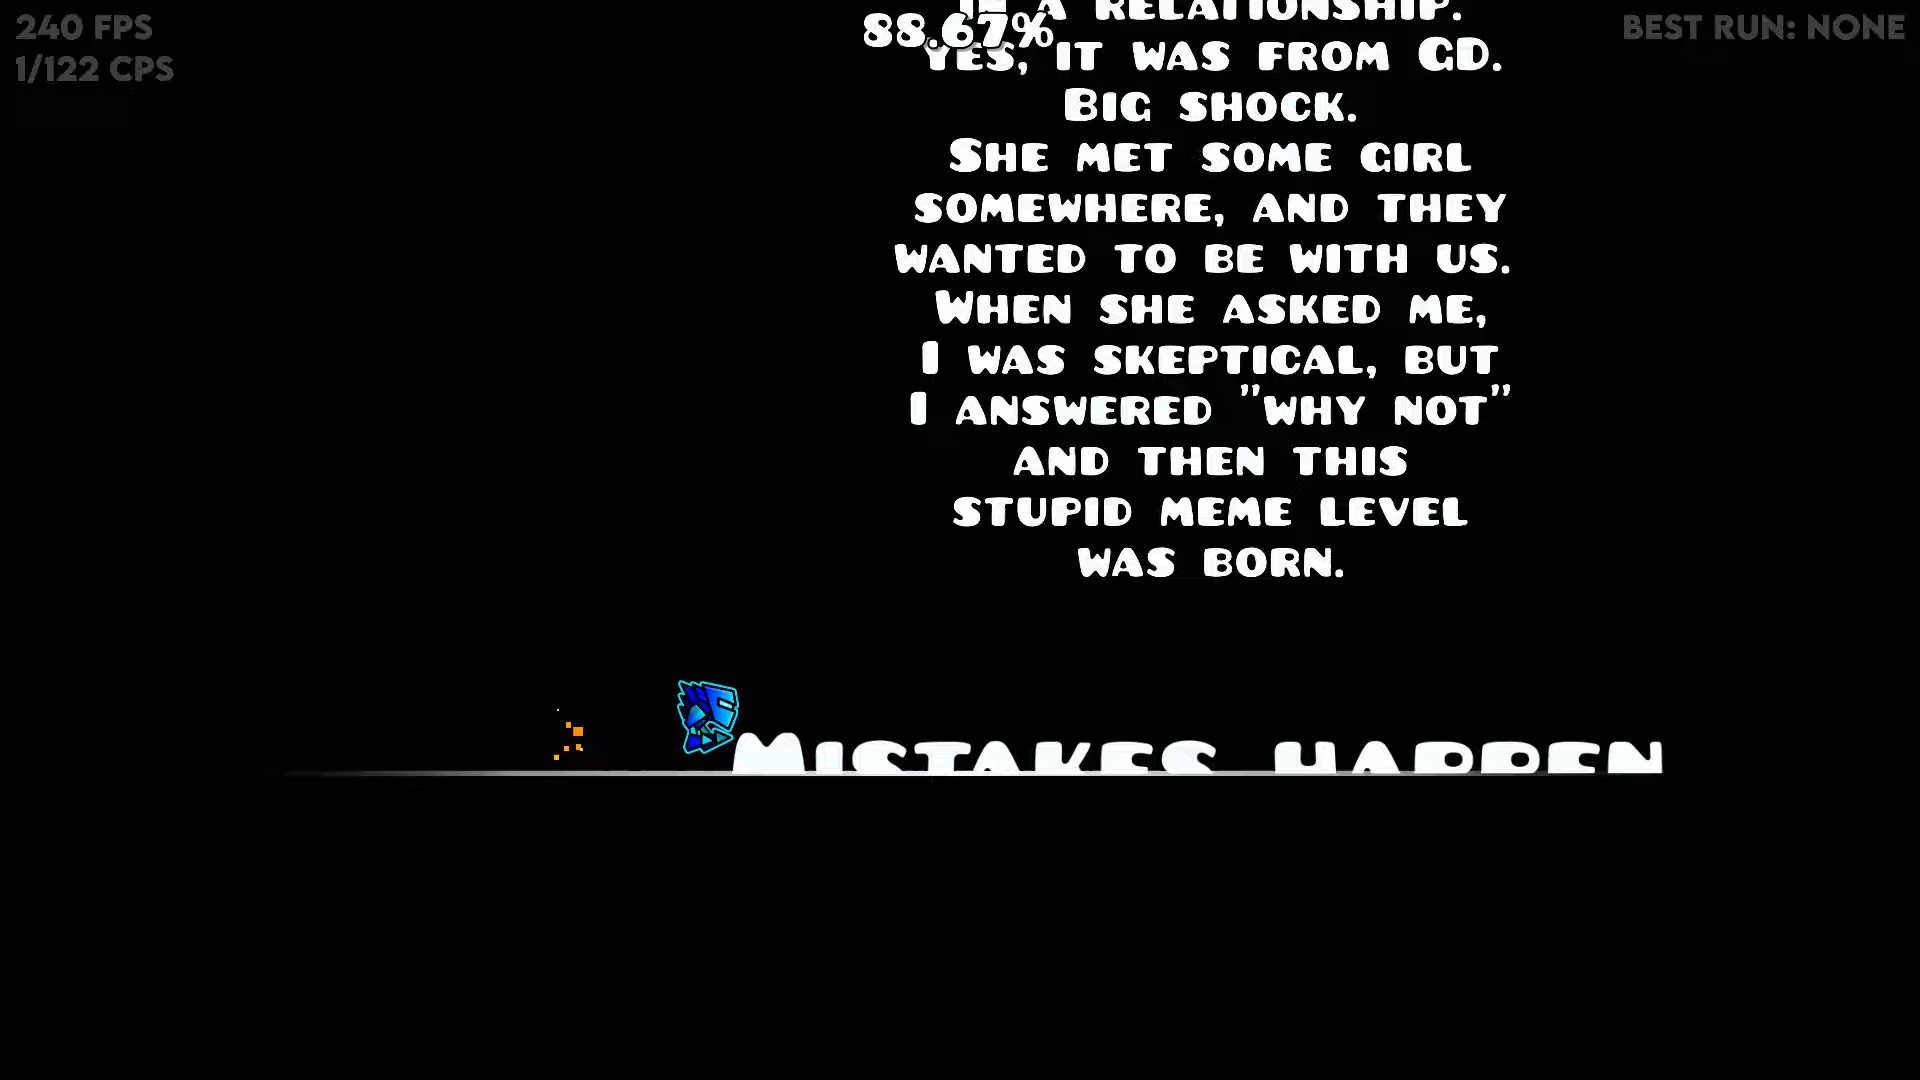 240 FPS
1/122 CPS
88.67%
BEST RUN: NONE
A RELATIONSHIP.
YES, IT WAS FROM GD.
BIG SHOCK.
SHE MET SOME GIRL
SOMEWHERE, AND THEY
WANTED TO BE WITH US.
WHEN SHE ASKED ME,
I WAS SKEPTICAL, BUT
I ANSWERED "WHY NOT"
AND THEN THIS
STUPID MEME LEVEL
WAS BORN.
MISTAKES HAPPEN